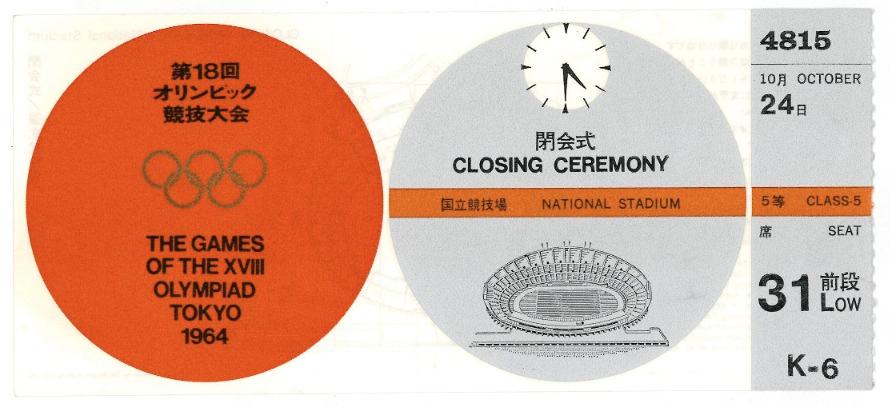 第18回
オリンピック
競技大会
THE GAMES
OF THE XVIII
OLYMPIAD
TOKYO
1964
閉会式
CLOSING CEREMONY
国立競技場 NATIONAL STADIUM
4815
10月 OCTOBER
24日
5等 CLASS-5
席 SEAT
31 前段 LOW
K-6